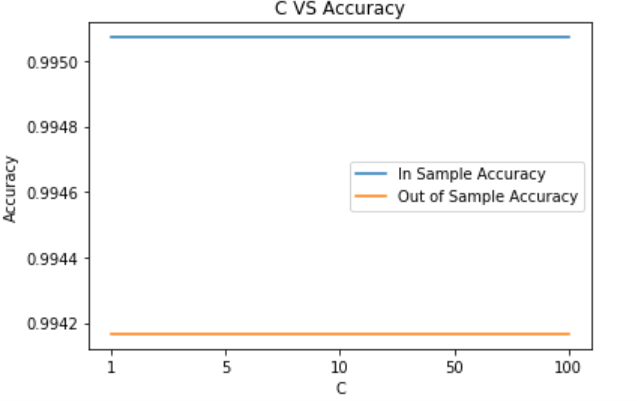 C VS Accuracy
0.9950
0.9948
0.9946
0.9944
0.9942
Accuracy
In Sample Accuracy
Out of Sample Accuracy
1 5 10 50 100
C